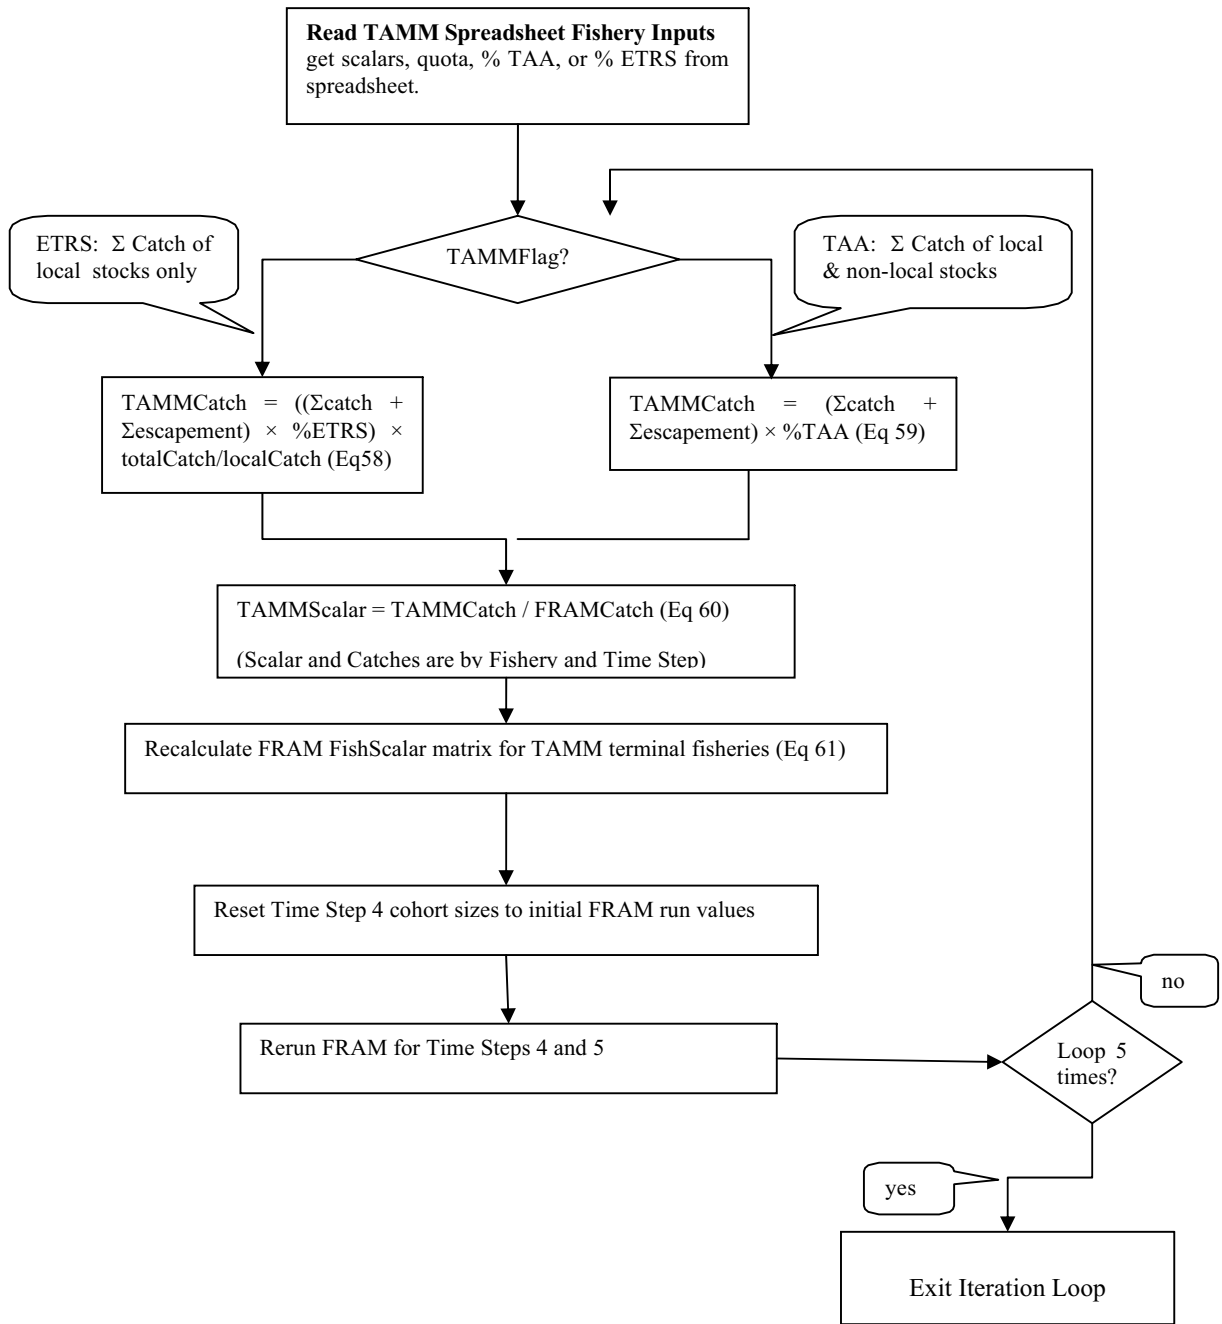 Read TAMM Spreadsheet Fishery Inputs
get scalars, quota, % TAA, or % ETRS from
spreadsheet.
ETRS: Σ Catch of
local stocks only
TAMMFlag?
TAA: Σ Catch of local
& non-local stocks
TAMMCatch = ((Σcatch +
Σescapement) × %ETRS) ×
totalCatch/localCatch (Eq58)
TAMMCatch = (Σcatch +
Σescapement) × %TAA (Eq 59)
TAMMScalar = TAMMCatch / FRAMCatch (Eq 60)
(Scalar and Catches are by Fishery and Time Step)
Recalculate FRAM FishScalar matrix for TAMM terminal fisheries (Eq 61)
Reset Time Step 4 cohort sizes to initial FRAM run values
no
Rerun FRAM for Time Steps 4 and 5
Loop 5
times?
yes
Exit Iteration Loop